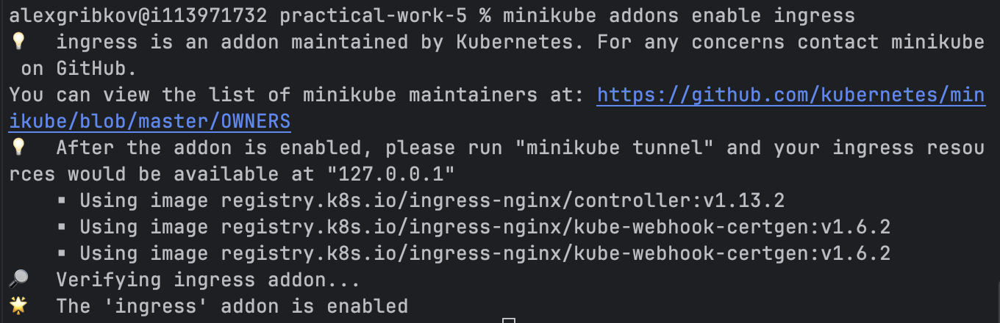 alexgribkov@i113971732 practical-work-5 % minikube addons enable ingress
💡 ingress is an addon maintained by Kubernetes. For any concerns contact minikube
on GitHub.
You can view the list of minikube maintainers at: https://github.com/kubernetes/min
ikube/blob/master/OWNERS
💡 After the addon is enabled, please run "minikube tunnel" and your ingress resou
rces would be available at "127.0.0.1"
▪ Using image registry.k8s.io/ingress-nginx/controller:v1.13.2
▪ Using image registry.k8s.io/ingress-nginx/kube-webhook-certgen:v1.6.2
▪ Using image registry.k8s.io/ingress-nginx/kube-webhook-certgen:v1.6.2
🔎 Verifying ingress addon...
🌟 The 'ingress' addon is enabled